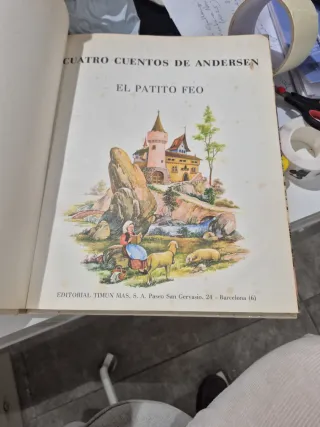 CUATRO CUENTOS DE ANDERSEN
EL PATITO FEO
EDITORIAL TIMUN MAS, S. A. Paseo San Gervasio, 24 - Barcelona (6)